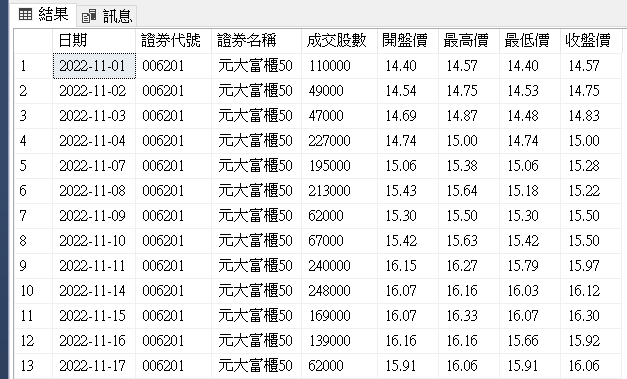 結果 訊息
日期 證券代號 證券名稱 成交股數 開盤價 最高價 最低價 收盤價
1 2022-11-01 006201 元大富櫃50 110000 14.40 14.57 14.40 14.57
2 2022-11-02 006201 元大富櫃50 49000 14.54 14.75 14.53 14.75
3 2022-11-03 006201 元大富櫃50 47000 14.69 14.87 14.48 14.83
4 2022-11-04 006201 元大富櫃50 227000 14.74 15.00 14.74 15.00
5 2022-11-07 006201 元大富櫃50 195000 15.06 15.38 15.06 15.28
6 2022-11-08 006201 元大富櫃50 213000 15.43 15.64 15.18 15.22
7 2022-11-09 006201 元大富櫃50 62000 15.30 15.50 15.30 15.50
8 2022-11-10 006201 元大富櫃50 67000 15.42 15.63 15.42 15.50
9 2022-11-11 006201 元大富櫃50 240000 16.15 16.27 15.79 15.97
10 2022-11-14 006201 元大富櫃50 248000 16.07 16.16 16.03 16.12
11 2022-11-15 006201 元大富櫃50 169000 16.07 16.33 16.07 16.30
12 2022-11-16 006201 元大富櫃50 139000 16.16 16.16 15.66 15.92
13 2022-11-17 006201 元大富櫃50 62000 15.91 16.06 15.91 16.06